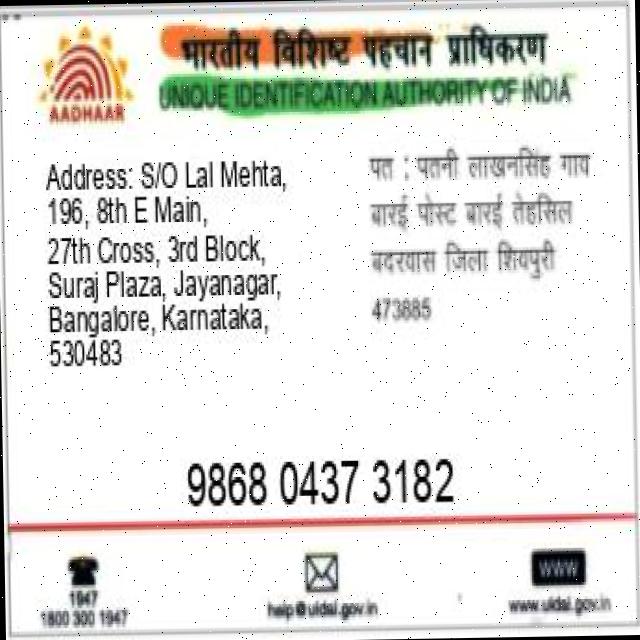 भारतीय विशिष्ट पहचान प्राधिकरण
UNIQUE IDENTIFICATION AUTHORITY OF INDIA
AADHAAR
Address: S/O Lal Mehta,
196, 8th E Main,
27th Cross, 3rd Block,
Suraj Plaza, Jayanagar,
Bangalore, Karnataka,
530483
पत : पतनी लाखनसिंह गाव
बारई पोस्ट बारई तेहसिल
बदरवास जिला शिवपुरी
473885
9868 0437 3182
1947
1800 300 1947
help@uidai.gov.in
WWW
www.uidai.gov.in